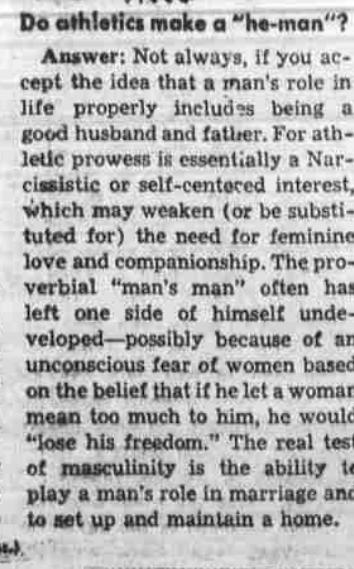 Do athletics make a "he-man"?
Answer: Not always, if you ac-
cept the idea that a man's role in
life properly includes being a
good husband and father. For ath-
letic prowess is essentially a Nar-
cissistic or self-centered interest,
which may weaken (or be substi-
tuted for) the need for feminine
love and companionship. The pro-
verbial "man's man" often has
left one side of himself unde-
veloped—possibly because of an
unconscious fear of women based
on the belief that if he let a woman
mean too much to him, he would
"lose his freedom." The real test
of masculinity is the ability to
play a man's role in marriage and
to set up and maintain a home.